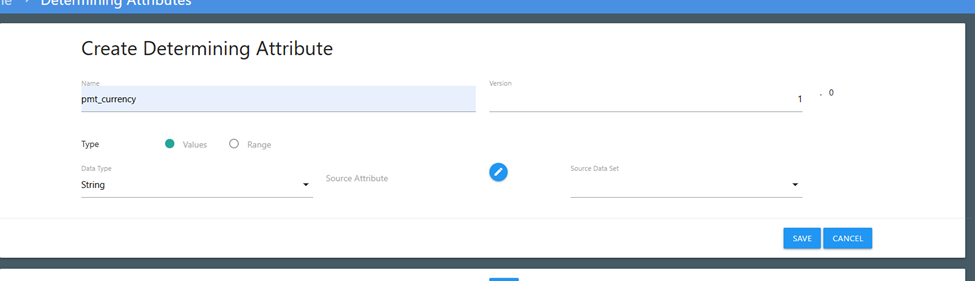 Determining Attributes
Create Determining Attribute
Name
pmt_currency
Version
1 . 0
Type
Values
Range
Data Type
String
Source Attribute
Source Data Set
SAVE
CANCEL